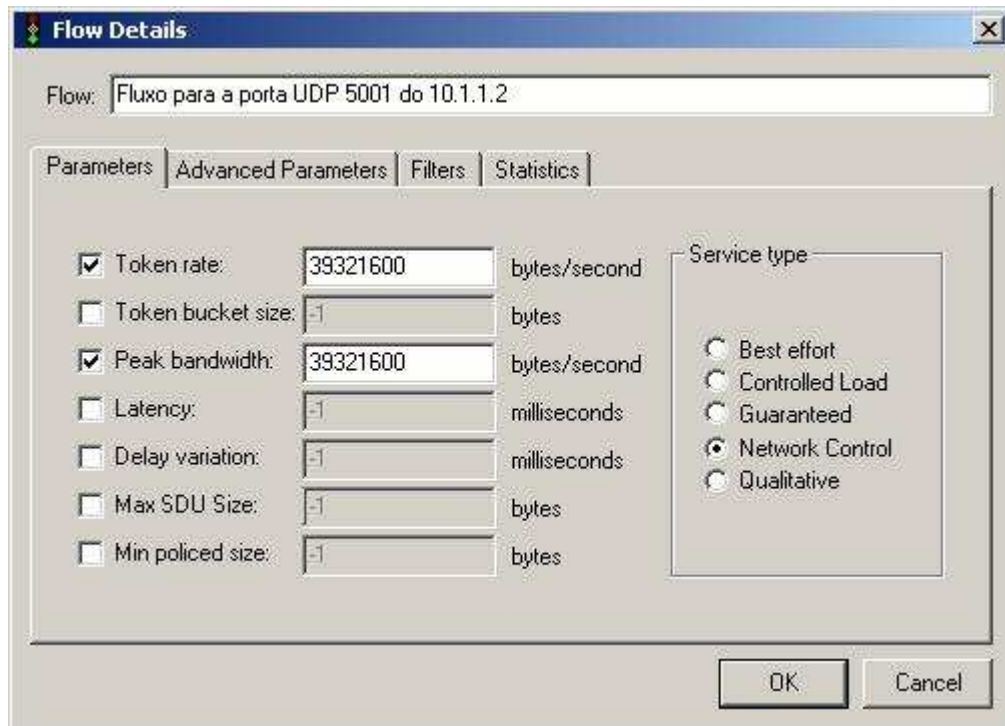 Flow Details
Flow: Fluxo para a porta UDP 5001 do 10.1.1.2
Parameters Advanced Parameters Filters Statistics
Token rate: 39321600 bytes/second
Token bucket size: -1 bytes
Peak bandwidth: 39321600 bytes/second
Latency: -1 milliseconds
Delay variation: -1 milliseconds
Max SDU Size: -1 bytes
Min policed size: -1 bytes
Service type
Best effort
Controlled Load
Guaranteed
Network Control
Qualitative
OK Cancel